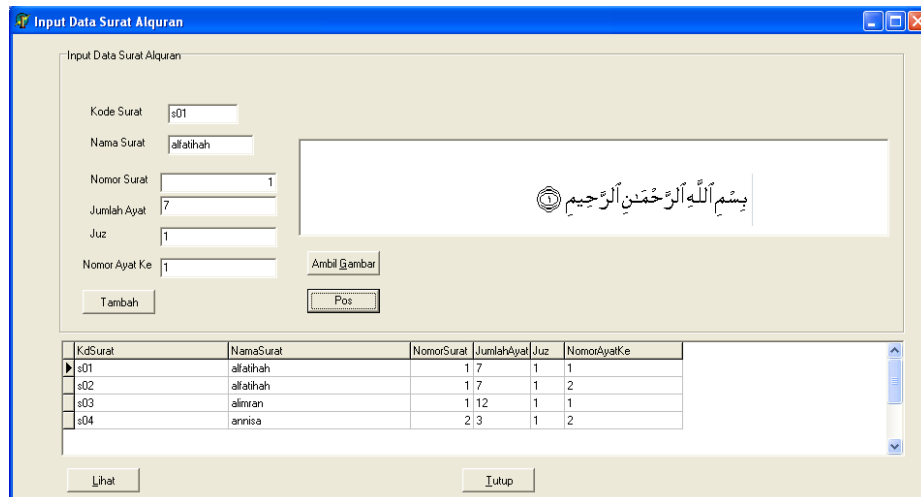 Input Data Surat Alquran
Input Data Surat Alquran
Kode Surat s01
Nama Surat alfatihah
Nomor Surat 1
Jumlah Ayat 7
Juz 1
Nomor Ayat Ke 1
بِسْمِ ٱللَّهِ ٱلرَّحْمَـٰنِ ٱلرَّحِيمِ ١
Ambil Gambar
Tambah Pos
KdSurat NamaSurat NomorSurat JumlahAyat Juz NomorAyatKe
s01 alfatihah 1 7 1 1
s02 alfatihah 1 7 1 2
s03 alimran 1 12 1 1
s04 annisa 2 3 1 2
Lihat Tutup